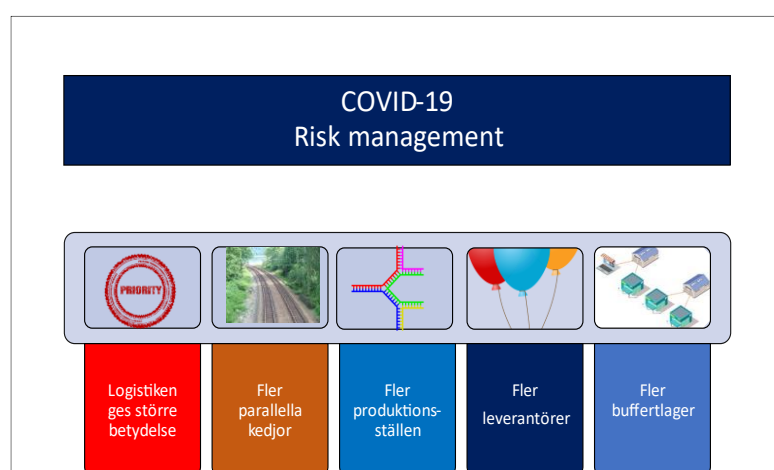 COVID-19
Risk management
PRIORITY
Logistiken
ges större
betydelse
Fler
parallella
kedjor
Fler
produktions-
ställen
Fler
leverantörer
Fler
buffertlager